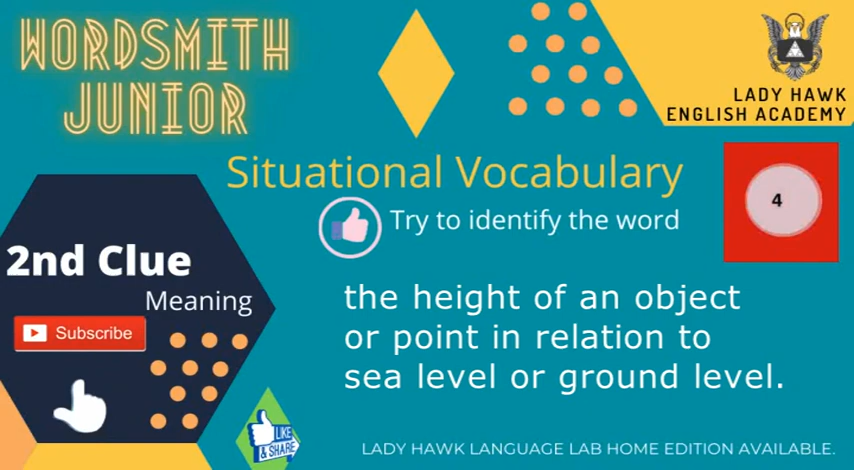 WORDSMITH
JUNIOR
LADY HAWK
ENGLISH ACADEMY
Situational Vocabulary
Try to identify the word
4
2nd Clue
Meaning
Subscribe
the height of an object
or point in relation to
sea level or ground level.
LIKE
& SHARE
LADY HAWK LANGUAGE LAB HOME EDITION AVAILABLE.